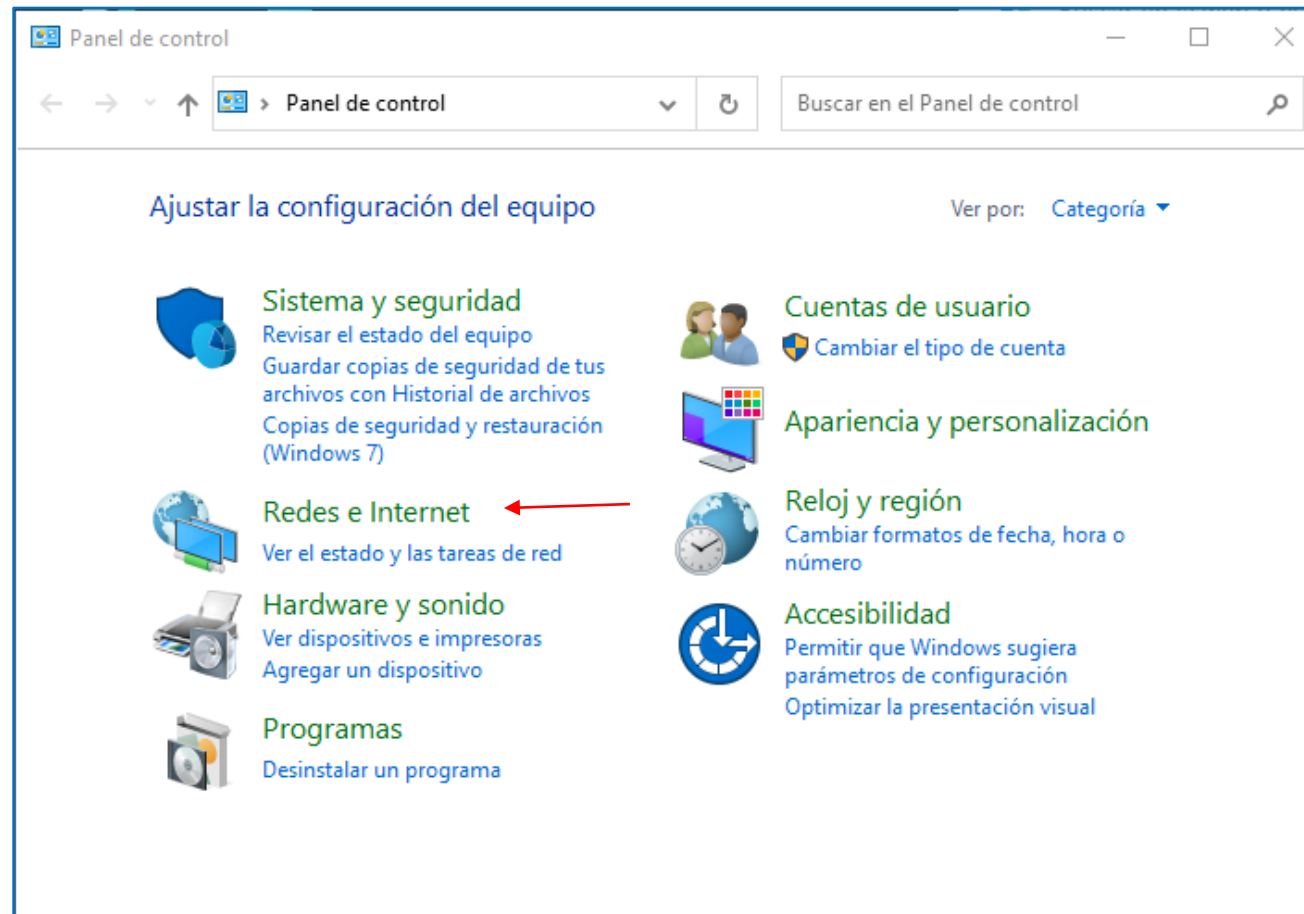 Panel de control
Panel de control
Buscar en el Panel de control
Ajustar la configuración del equipo
Ver por: Categoría
Sistema y seguridad
Revisar el estado del equipo
Guardar copias de seguridad de tus
archivos con Historial de archivos
Copias de seguridad y restauración
(Windows 7)
Redes e Internet
Ver el estado y las tareas de red
Hardware y sonido
Ver dispositivos e impresoras
Agregar un dispositivo
Programas
Desinstalar un programa
Cuentas de usuario
Cambiar el tipo de cuenta
Apariencia y personalización
Reloj y región
Cambiar formatos de fecha, hora o
número
Accesibilidad
Permitir que Windows sugiera
parámetros de configuración
Optimizar la presentación visual